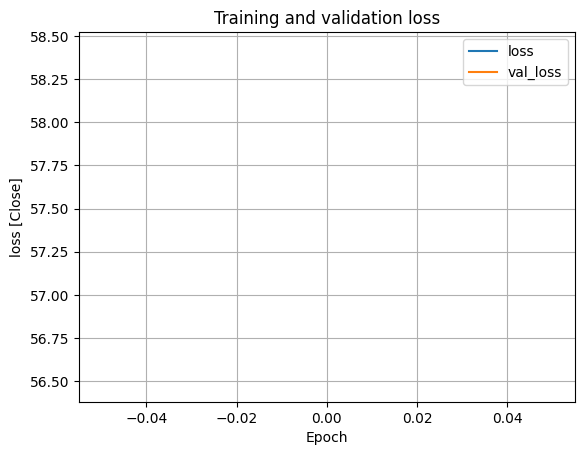 Training and validation loss
58.50
58.25
58.00
57.75
57.50
57.25
57.00
56.75
56.50
loss [Close]
loss
val_loss
−0.04
−0.02
0.00
0.02
0.04
Epoch